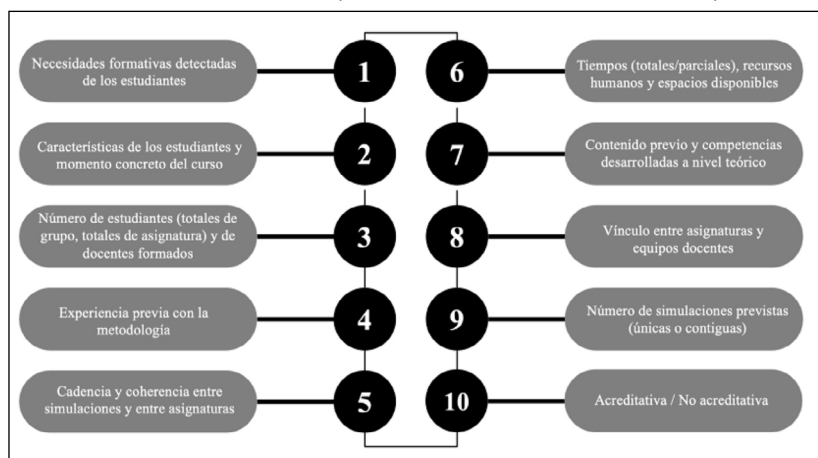 Necesidades formativas detectadas
de los estudiantes
1
Características de los estudiantes y
momento concreto del curso
2
Número de estudiantes (totales de
grupo, totales de asignatura) y de
docentes formados
3
Experiencia previa con la
metodología
4
Cadencia y coherencia entre
simulaciones y entre asignaturas
5
6
Tiempos (totales/parciales), recursos
humanos y espacios disponibles
7
Contenido previo y competencias
desarrolladas a nivel teórico
8
Vínculo entre asignaturas y
equipos docentes
9
Número de simulaciones previstas
(únicas o contiguas)
10
Acreditativa / No acreditativa